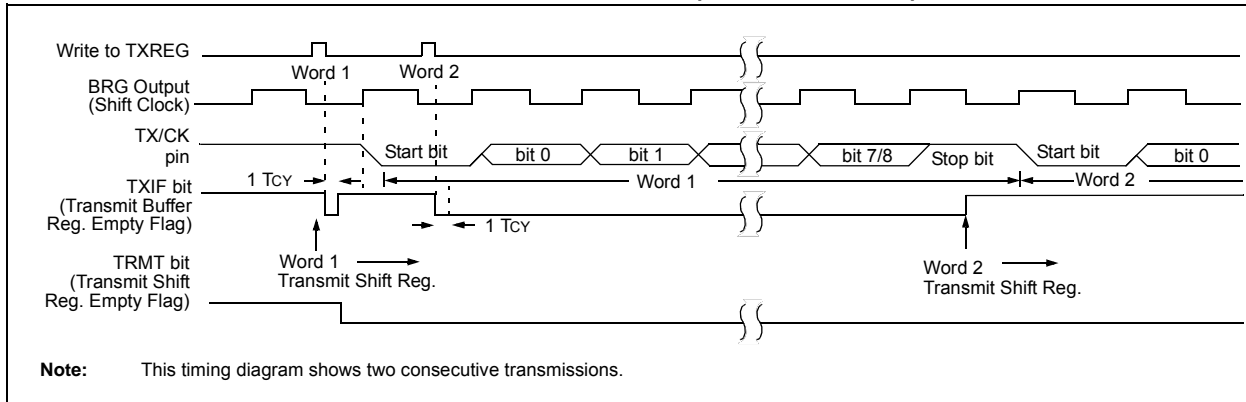 Write to TXREG
Word 1
Word 2
BRG Output
(Shift Clock)
TX/CK
pin
Start bit
bit 0
bit 1
bit 7/8
Stop bit
Start bit
bit 0
1 TCY
Word 1
Word 2
TXIF bit
(Transmit Buffer
Reg. Empty Flag)
1 TCY
Word 1
Transmit Shift Reg.
Word 2
Transmit Shift Reg.
TRMT bit
(Transmit Shift
Reg. Empty Flag)
Note: This timing diagram shows two consecutive transmissions.